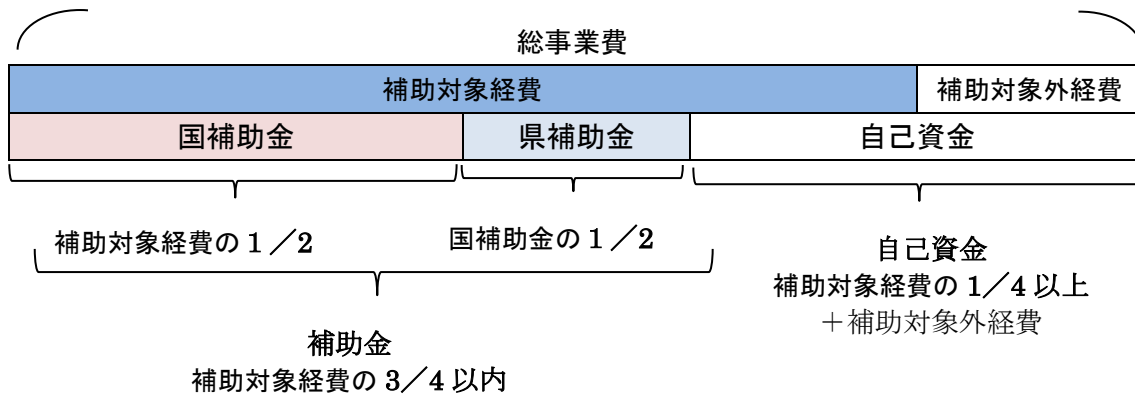 総事業費
補助対象経費
補助対象外経費
国補助金
県補助金
自己資金
補助対象経費の1/2
国補助金の1/2
自己資金
補助対象経費の1/4以上
+補助対象外経費
補助金
補助対象経費の3/4以内